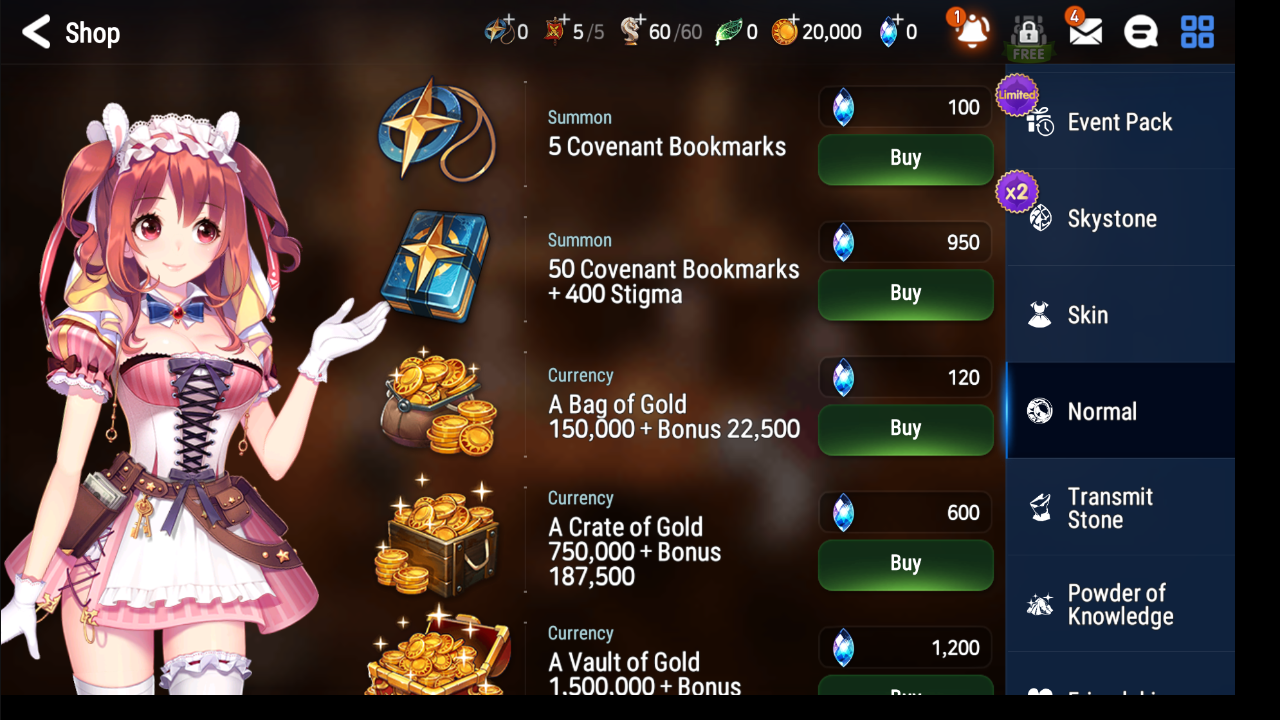 Shop
0
5/5
60/60
0
20,000
0
1
FREE
4
Summon
5 Covenant Bookmarks
100
Buy
Summon
50 Covenant Bookmarks
+ 400 Stigma
950
Buy
Currency
A Bag of Gold
150,000 + Bonus 22,500
120
Buy
Currency
A Crate of Gold
750,000 + Bonus
187,500
600
Buy
Currency
A Vault of Gold
1,500,000 + Bonus
1,200
Buy
Limited
Event Pack
x2
Skystone
Skin
Normal
Transmit
Stone
Powder of
Knowledge